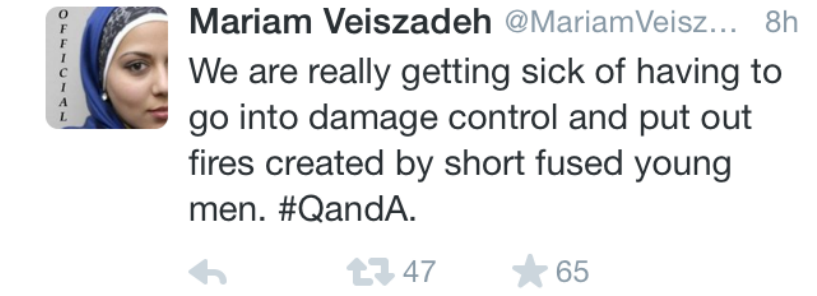 OFFICIAL
Mariam Veiszadeh @MariamVeisz... 8h
We are really getting sick of having to
go into damage control and put out
fires created by short fused young
men. #QandA.
47 65